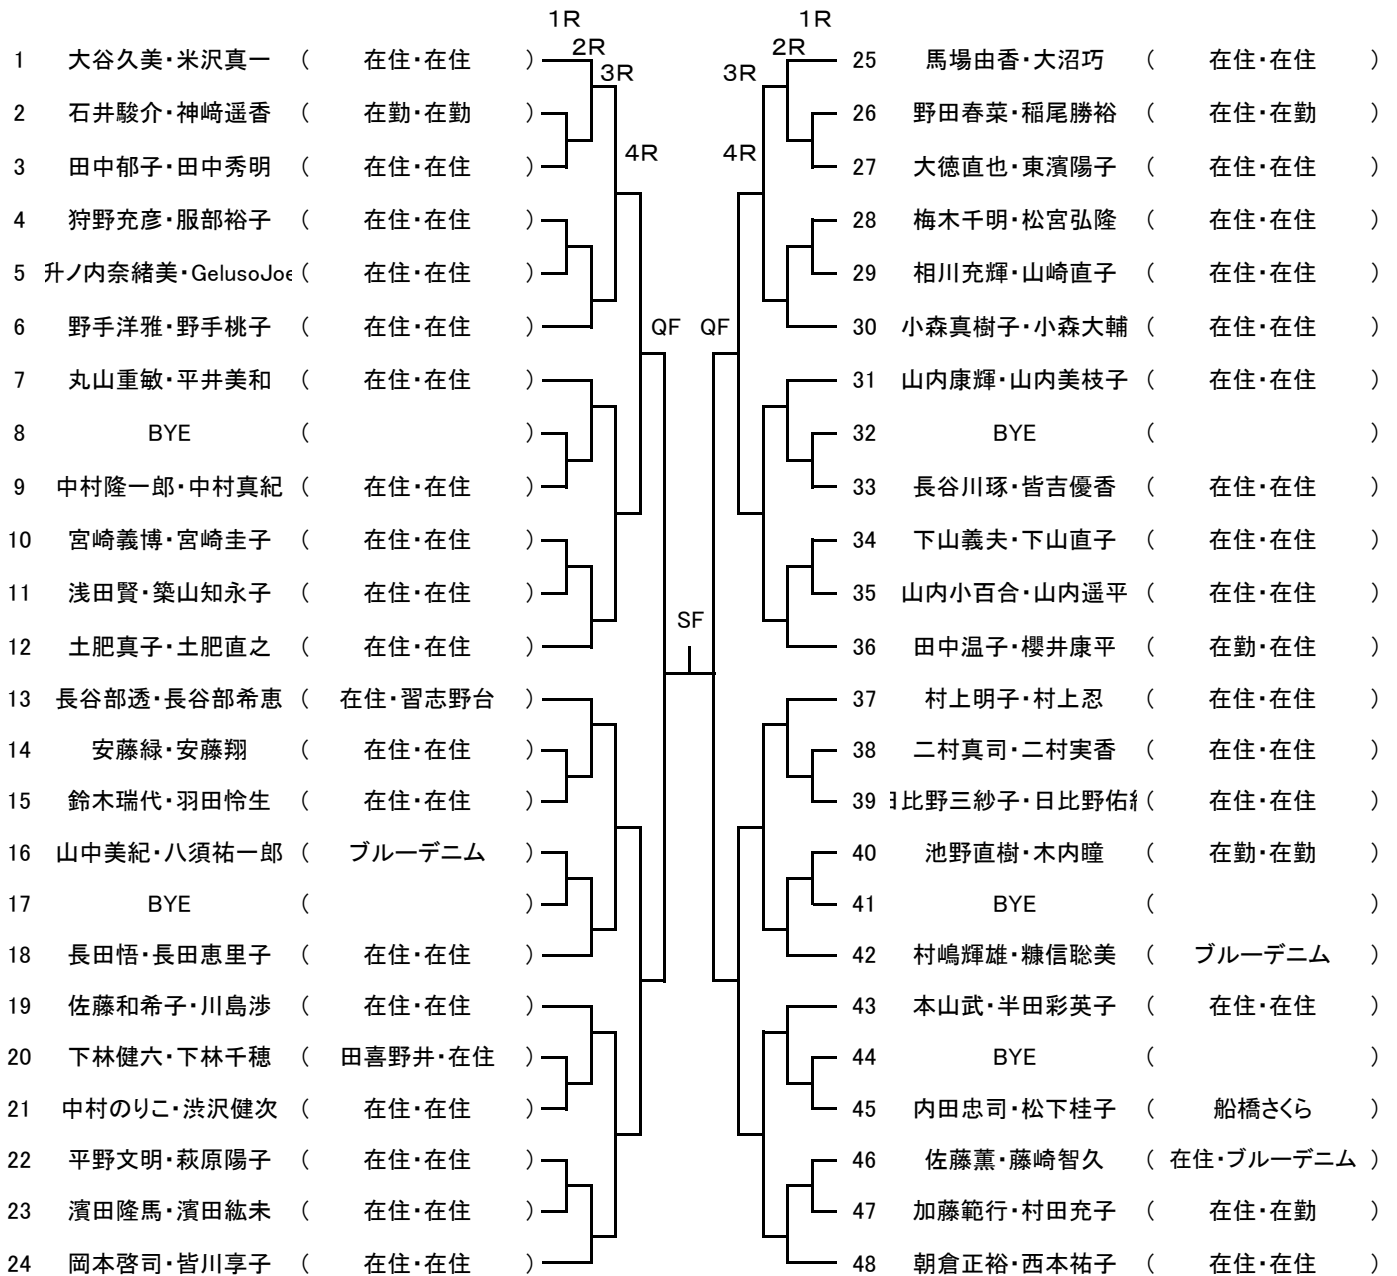 1R 1R
2R 2R
3R 3R
4R 4R
QF QF
SF
1 大谷久美・米沢真一 ( 在住・在住 )
2 石井駿介・神﨑遥香 ( 在勤・在勤 )
3 田中郁子・田中秀明 ( 在住・在住 )
4 狩野充彦・服部裕子 ( 在住・在住 )
5 升ノ内奈緒美・GelusoJoe ( 在住・在住 )
6 野手洋雅・野手桃子 ( 在住・在住 )
7 丸山重敏・平井美和 ( 在住・在住 )
8 BYE ( )
9 中村隆一郎・中村真紀 ( 在住・在住 )
10 宮崎義博・宮崎圭子 ( 在住・在住 )
11 浅田賢・築山知永子 ( 在住・在住 )
12 土肥真子・土肥直之 ( 在住・在住 )
13 長谷部透・長谷部希恵 ( 在住・習志野台 )
14 安藤緑・安藤翔 ( 在住・在住 )
15 鈴木瑞代・羽田怜生 ( 在住・在住 )
16 山中美紀・八須祐一郎 ( ブルーデニム )
17 BYE ( )
18 長田悟・長田恵里子 ( 在住・在住 )
19 佐藤和希子・川島渉 ( 在住・在住 )
20 下林健六・下林千穂 ( 田喜野井・在住 )
21 中村のりこ・渋沢健次 ( 在住・在住 )
22 平野文明・萩原陽子 ( 在住・在住 )
23 濱田隆馬・濱田紘未 ( 在住・在住 )
24 岡本啓司・皆川享子 ( 在住・在住 )
25 馬場由香・大沼巧 ( 在住・在住 )
26 野田春菜・稲尾勝裕 ( 在住・在勤 )
27 大徳直也・東濱陽子 ( 在住・在住 )
28 梅木千明・松宮弘隆 ( 在住・在住 )
29 相川充輝・山崎直子 ( 在住・在住 )
30 小森真樹子・小森大輔 ( 在住・在住 )
31 山内康輝・山内美枝子 ( 在住・在住 )
32 BYE ( )
33 長谷川琢・皆吉優香 ( 在住・在住 )
34 下山義夫・下山直子 ( 在住・在住 )
35 山内小百合・山内遥平 ( 在住・在住 )
36 田中温子・櫻井康平 ( 在勤・在住 )
37 村上明子・村上忍 ( 在住・在住 )
38 二村真司・二村実香 ( 在住・在住 )
39 日比野三紗子・日比野佑 ( 在住・在住 )
40 池野直樹・木内瞳 ( 在勤・在勤 )
41 BYE ( )
42 村嶋輝雄・糠信聡美 ( ブルーデニム )
43 本山武・半田彩英子 ( 在住・在住 )
44 BYE ( )
45 内田忠司・松下桂子 ( 船橋さくら )
46 佐藤薫・藤崎智久 ( 在住・ブルーデニム )
47 加藤範行・村田充子 ( 在住・在勤 )
48 朝倉正裕・西本祐子 ( 在住・在住 )